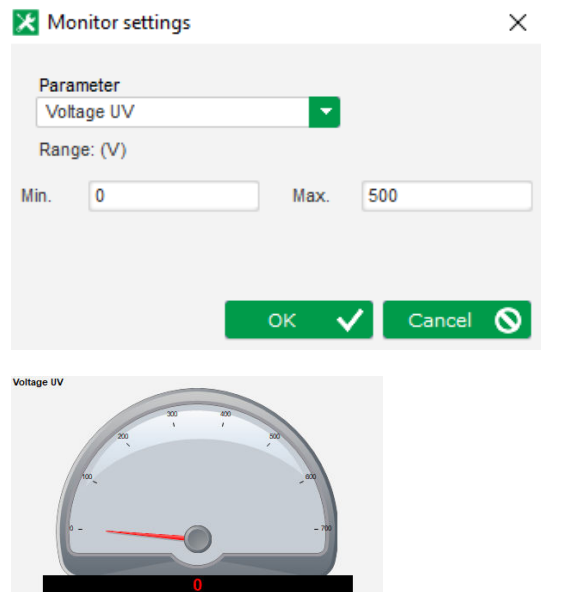 Monitor settings
Parameter
Voltage UV
Range: (V)
Min. 0 Max. 500
OK Cancel
Voltage UV
300 400
200 500
100 600
0 700
0